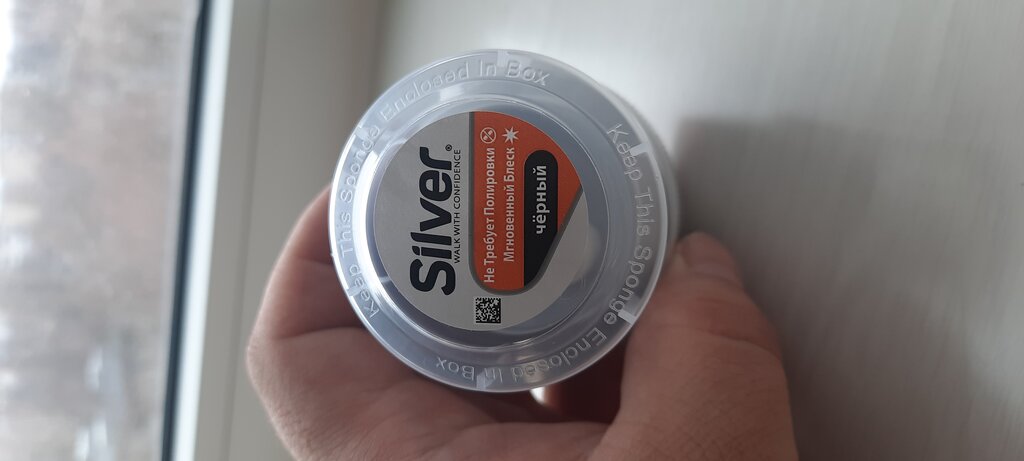 Silver®
WALK WITH CONFIDENCE
Не Требует Полировки
Мгновенный Блеск
чёрный
Keep This Sponge Enclosed In Box
Keep This Sponge Enclosed In Box